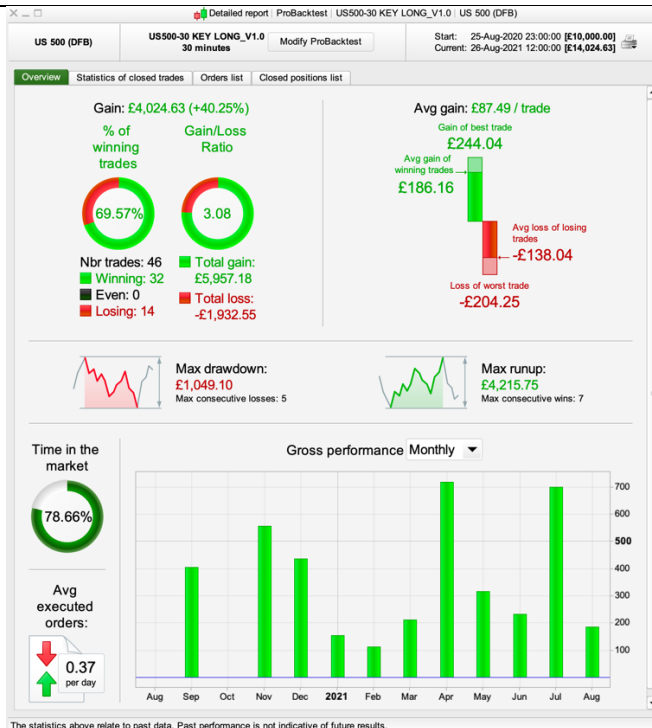 Detailed report | ProBacktest | US500-30 KEY LONG_V1.0 | US 500 (DFB)
US 500 (DFB)
US500-30 KEY LONG_V1.0
30 minutes
Modify ProBacktest
Start: 25-Aug-2020 23:00:00 [£10,000.00]
Current: 26-Aug-2021 12:00:00 [£14,024.63]
Overview
Statistics of closed trades
Orders list
Closed positions list
Gain: £4,024.63 (+40.25%)
% of
winning
trades
69.57%
Gain/Loss
Ratio
3.08
Nbr trades: 46
Winning: 32
Even: 0
Losing: 14
Total gain:
£5,957.18
Total loss:
-£1,932.55
Avg gain: £87.49 / trade
Gain of best trade
£244.04
Avg gain of
winning trades
£186.16
Avg loss of losing
trades
-£138.04
Loss of worst trade
-£204.25
Max drawdown:
£1,049.10
Max consecutive losses: 5
Max runup:
£4,215.75
Max consecutive wins: 7
Time in the
market
78.66%
Avg
executed
orders:
0.37
per day
Gross performance
Monthly
700
600
500
400
300
200
100
Aug Sep Oct Nov Dec 2021 Feb Mar Apr May Jun Jul Aug
The statistics above relate to past data. Past performance is not indicative of future results.